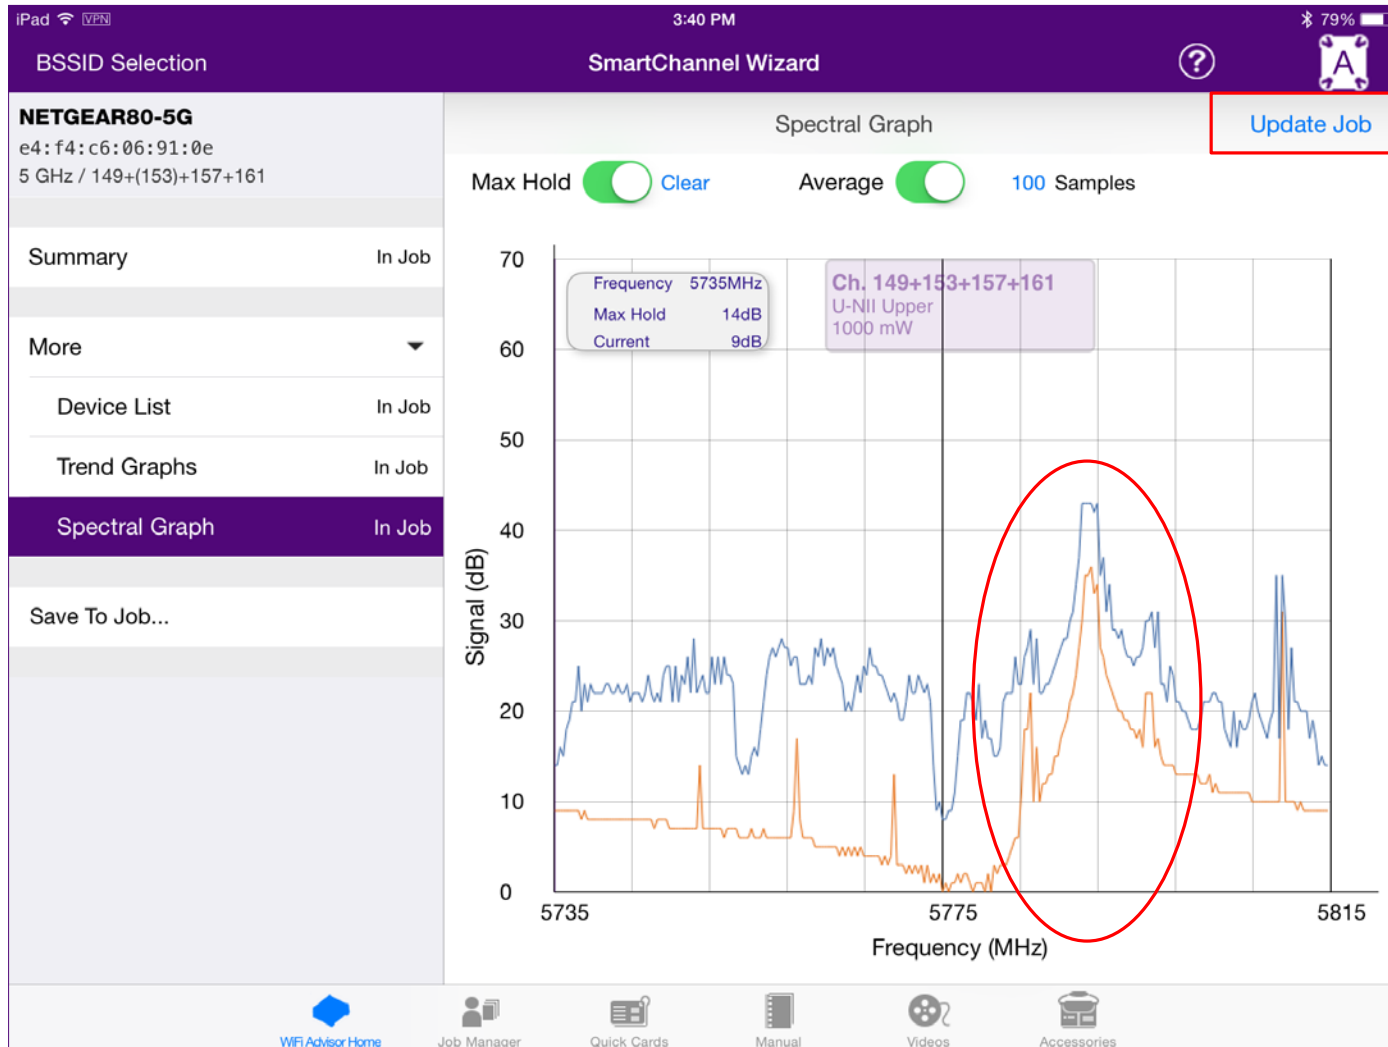 iPad VPN 3:40 PM 79%
BSSID Selection SmartChannel Wizard ? A
NETGEAR80-5G
e4:f4:c6:06:91:0e
5 GHz / 149+(153)+157+161
Spectral Graph Update Job
Max Hold Clear Average 100 Samples
Summary In Job
More
Device List In Job
Trend Graphs In Job
Spectral Graph In Job
Save To Job...
Frequency 5735MHz
Max Hold 14dB
Current 9dB
Ch. 149+153+157+161
U-NII Upper
1000 mW
Signal (dB)
70
60
50
40
30
20
10
0
5735 5775 5815
Frequency (MHz)
WiFi Advisor Home Job Manager Quick Cards Manual Videos Accessories